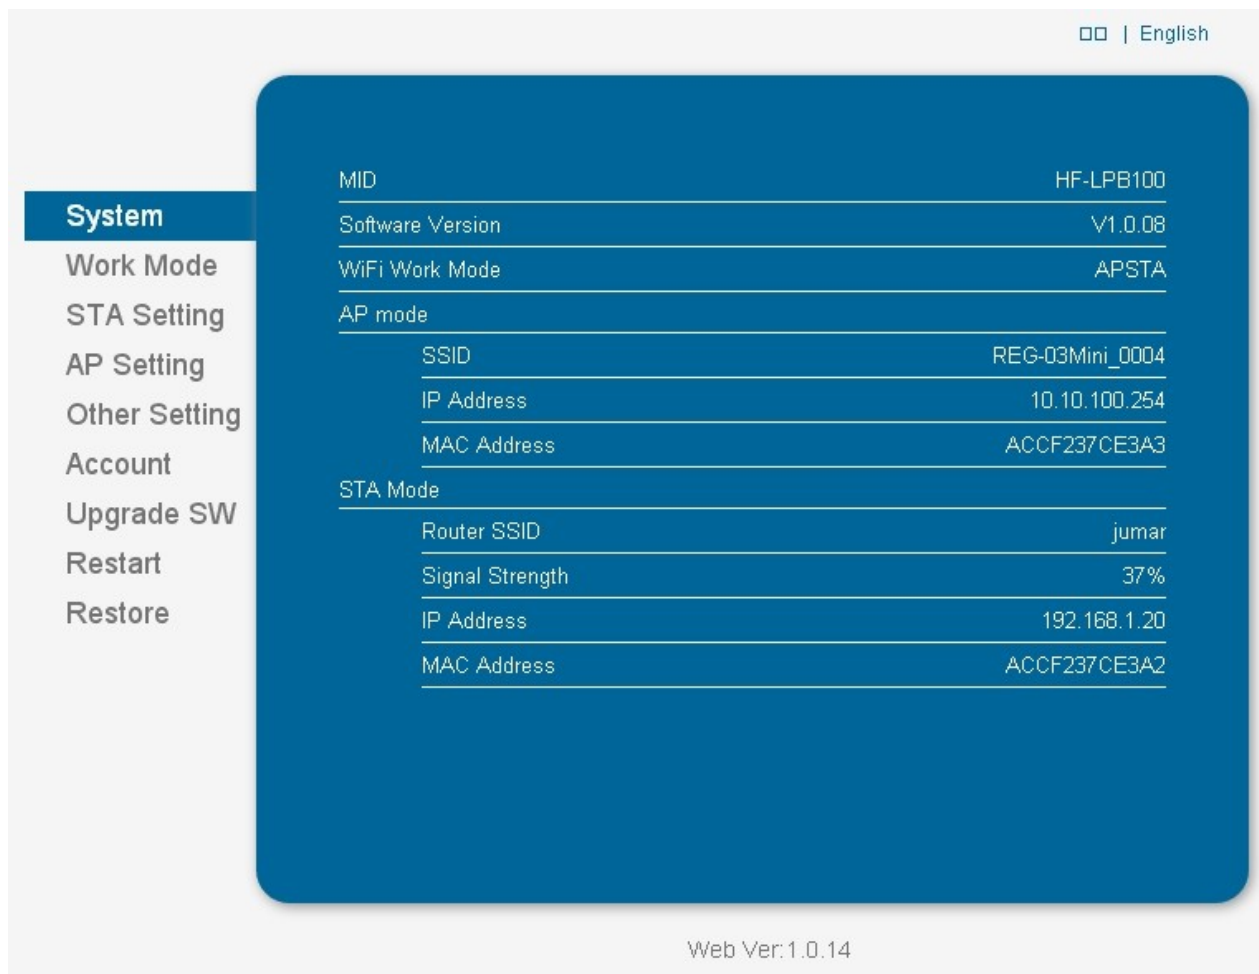 | English
MID HF-LPB100
System
Software Version V1.0.08
Work Mode
WiFi Work Mode APSTA
STA Setting
AP mode
AP Setting
SSID REG-03Mini_0004
Other Setting
IP Address 10.10.100.254
Account
MAC Address ACCF237CE3A3
STA Mode
Upgrade SW
Router SSID jumar
Restart
Signal Strength 37%
Restore
IP Address 192.168.1.20
MAC Address ACCF237CE3A2
Web Ver:1.0.14